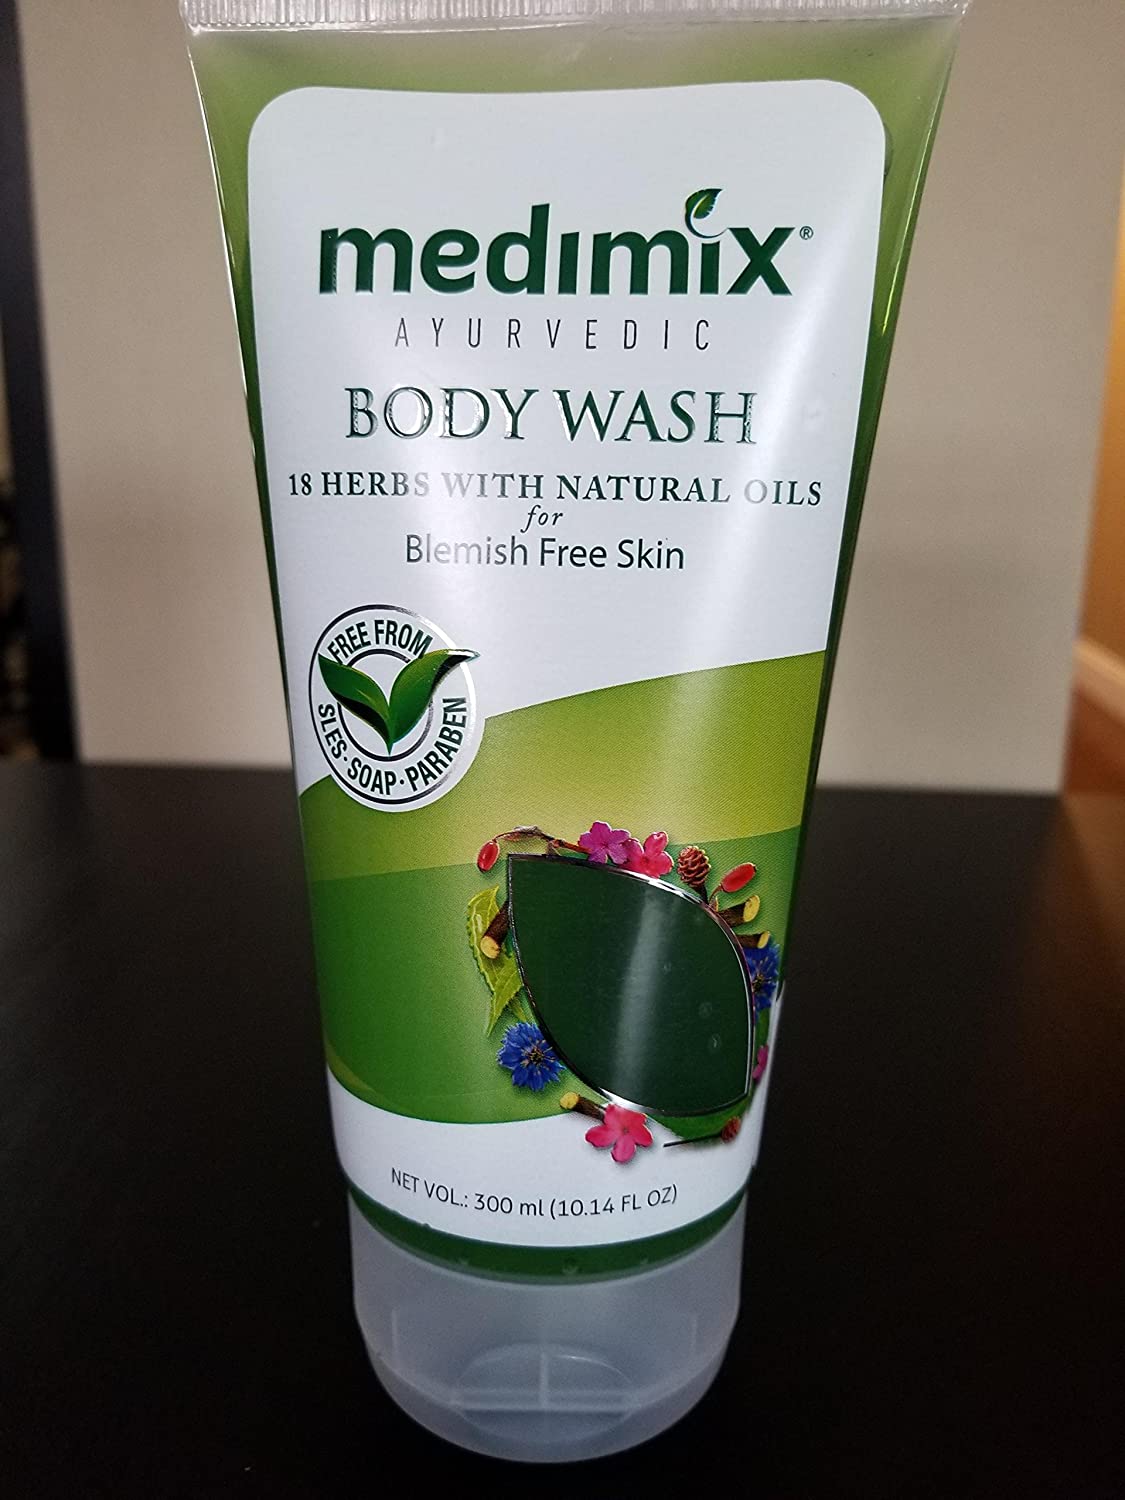 medimix®
AYURVEDIC
BODY WASH
18 HERBS WITH NATURAL OILS
for
Blemish Free Skin
FREE FROM
SLES · SOAP · PARABEN
NET VOL.: 300 ml (10.14 FL OZ)